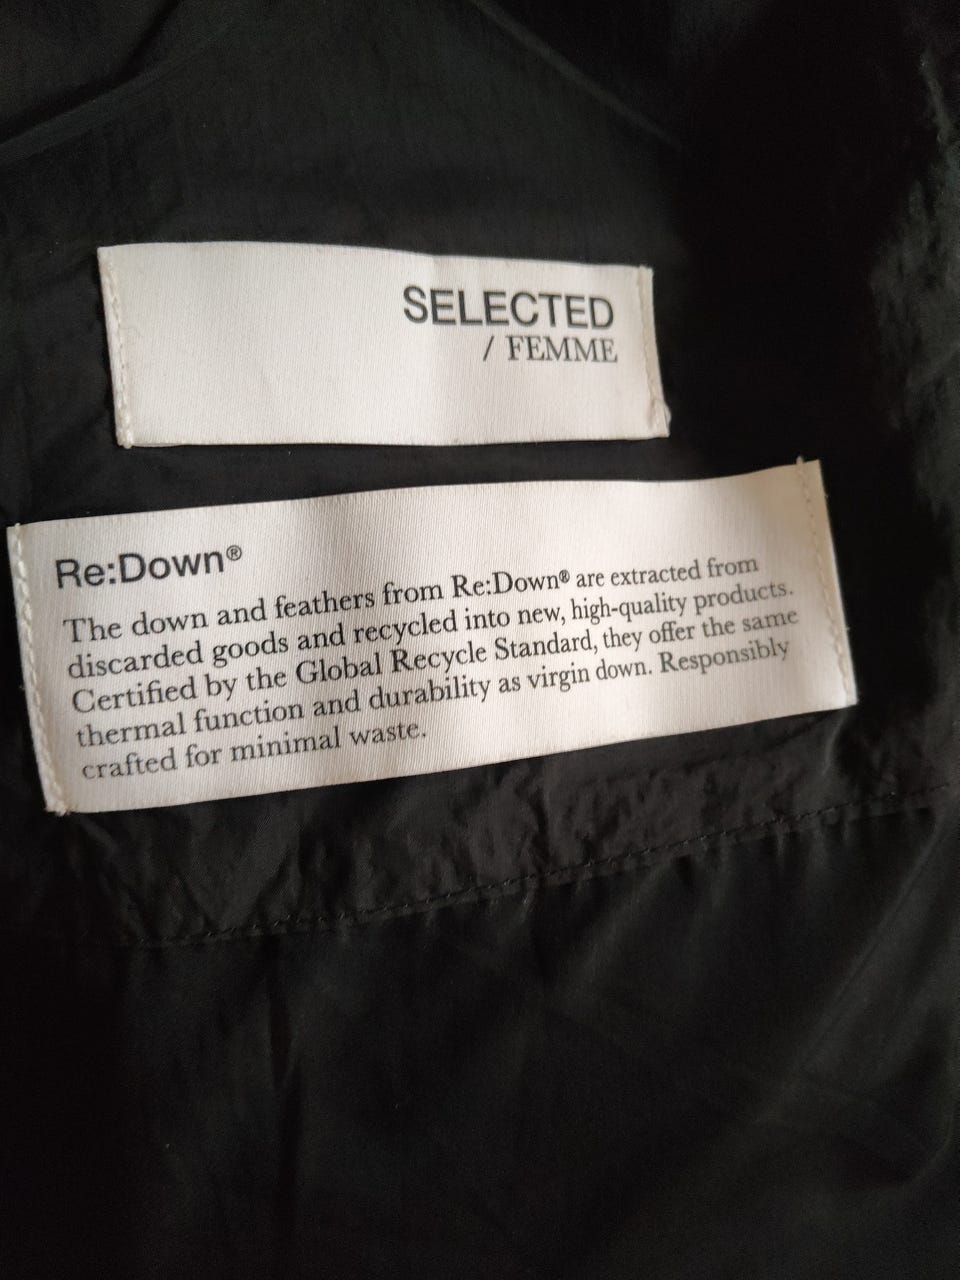 SELECTED
/ FEMME
Re:Down®
The down and feathers from Re:Down® are extracted from
discarded goods and recycled into new, high-quality products.
Certified by the Global Recycle Standard, they offer the same
thermal function and durability as virgin down. Responsibly
crafted for minimal waste.